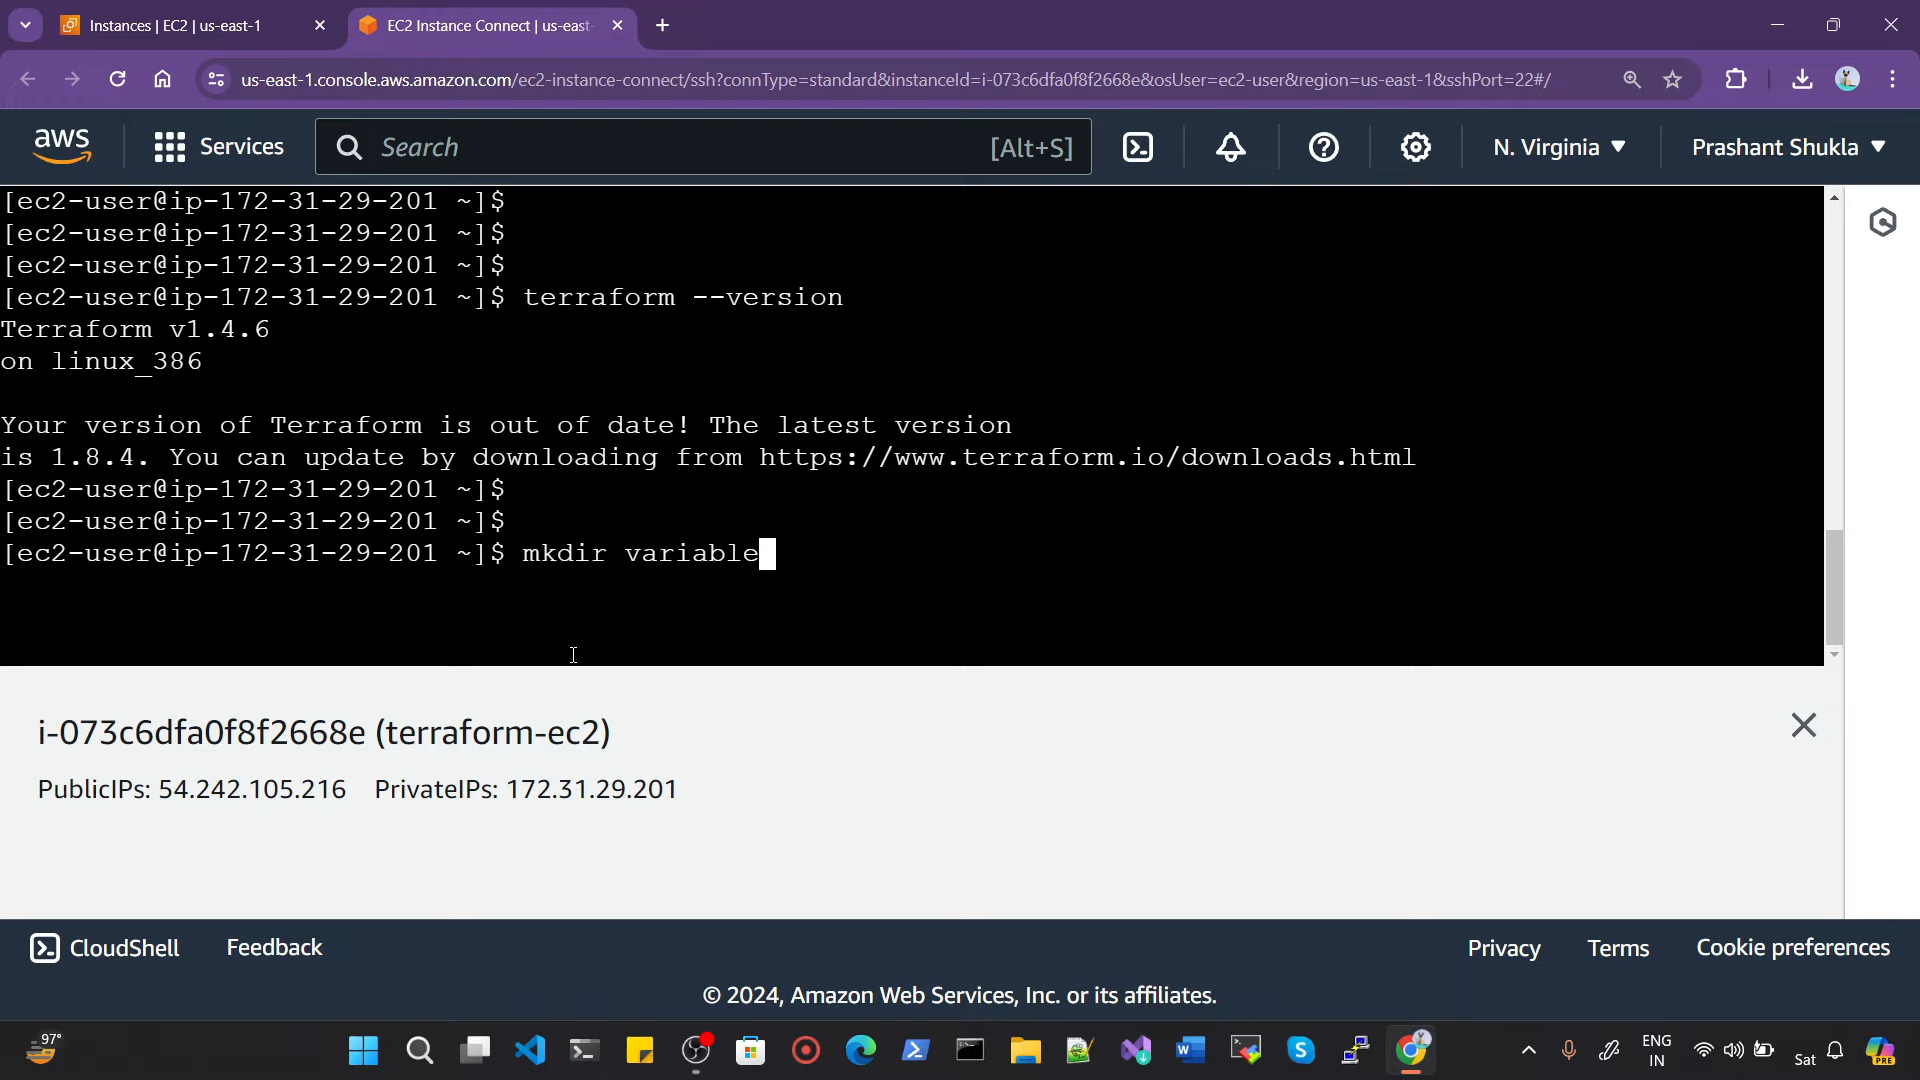 Instances | EC2 | us-east-1
EC2 Instance Connect | us-east-
us-east-1.console.aws.amazon.com/ec2-instance-connect/ssh?connType=standard&instanceId=i-073c6dfa0f8f2668e&osUser=ec2-user&region=us-east-1&sshPort=22#/
aws
Services
Search
[Alt+S]
N. Virginia
Prashant Shukla
[ec2-user@ip-172-31-29-201 ~]$
[ec2-user@ip-172-31-29-201 ~]$
[ec2-user@ip-172-31-29-201 ~]$
[ec2-user@ip-172-31-29-201 ~]$ terraform --version
Terraform v1.4.6
on linux_386
Your version of Terraform is out of date! The latest version
is 1.8.4. You can update by downloading from https://www.terraform.io/downloads.html
[ec2-user@ip-172-31-29-201 ~]$
[ec2-user@ip-172-31-29-201 ~]$
[ec2-user@ip-172-31-29-201 ~]$ mkdir variable
i-073c6dfa0f8f2668e (terraform-ec2)
PublicIPs: 54.242.105.216 PrivateIPs: 172.31.29.201
CloudShell
Feedback
Privacy
Terms
Cookie preferences
© 2024, Amazon Web Services, Inc. or its affiliates.
97°
ENG
IN
Sat
PRE